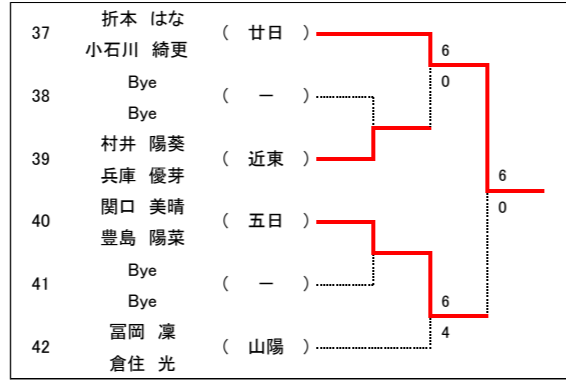 37 折本 はな 小石川 綺更 ( 廿日 )
6
0
38 Bye Bye ( ー )
39 村井 陽葵 兵庫 優芽 ( 近東 )
6
0
40 関口 美晴 豊島 陽菜 ( 五日 )
41 Bye Bye ( ー )
6
4
42 冨岡 凜 倉住 光 ( 山陽 )